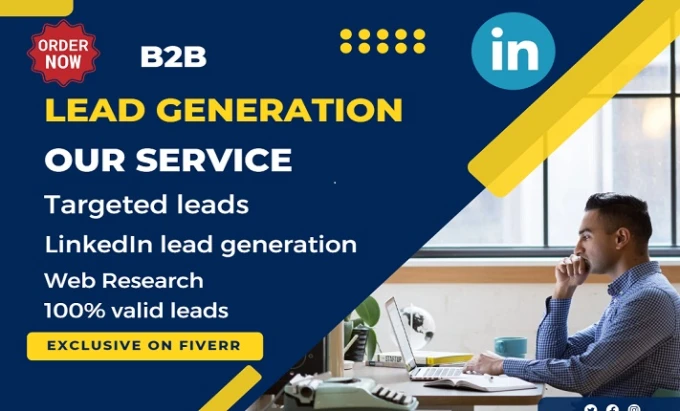 ORDER
NOW
B2B
in
LEAD GENERATION
OUR SERVICE
Targeted leads
LinkedIn lead generation
Web Research
100% valid leads
EXCLUSIVE ON FIVERR
STARTUP